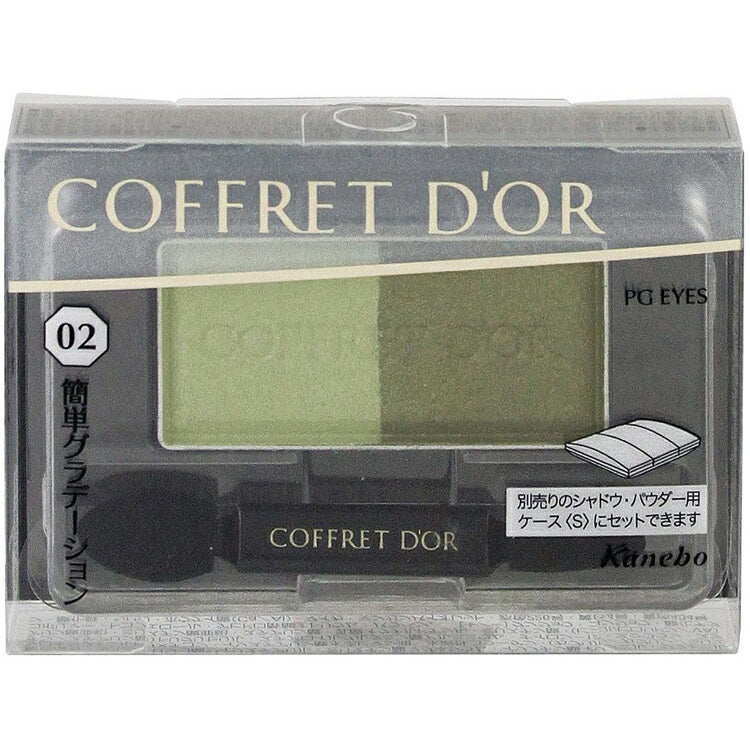 COFFRET D'OR
PG EYES
02
簡単グラデーション
COFFRET D'OR
別売りのシャドウ・パウダー用
ケース〈S〉にセットできます
COFFRET D'OR
Kanebo